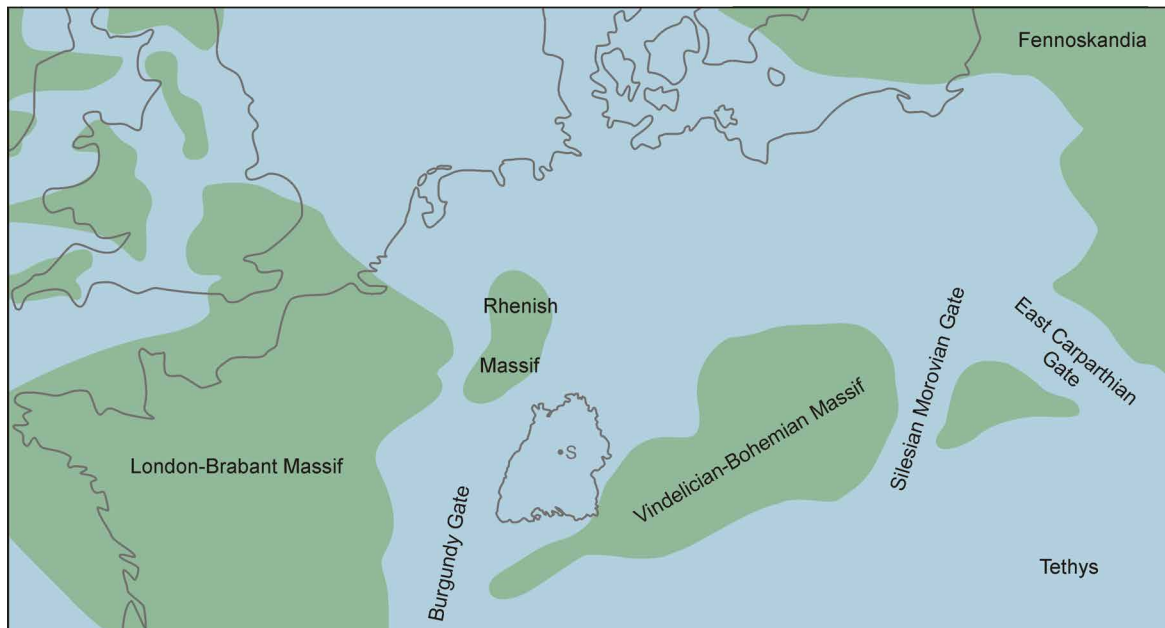 Fennoskandia
Rhenish
Massif
East Carparthian
Gate
Silesian Morovian Gate
Vindelician-Bohemian Massif
S
London-Brabant Massif
Burgundy Gate
Tethys